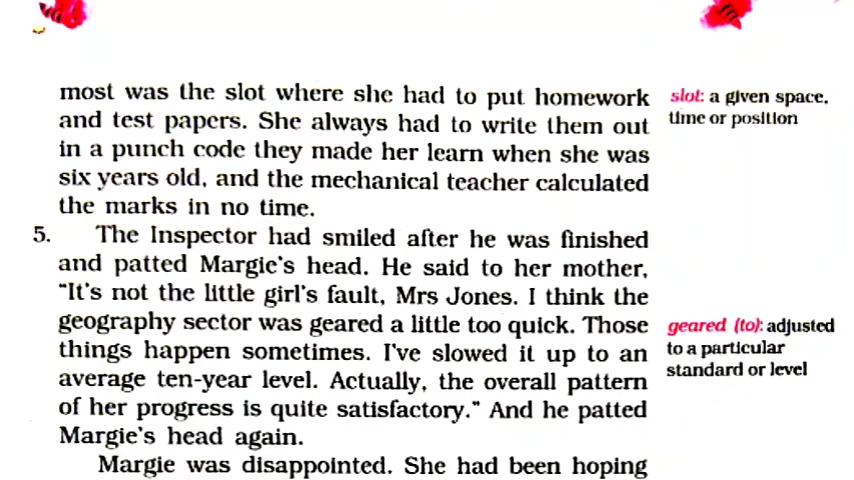 most was the slot where she had to put homework
and test papers. She always had to write them out
in a punch code they made her learn when she was
six years old, and the mechanical teacher calculated
the marks in no time.
slot: a given space,
time or position
5. The Inspector had smiled after he was finished
and patted Margie's head. He said to her mother,
"It's not the little girl's fault, Mrs Jones. I think the
geography sector was geared a little too quick. Those
things happen sometimes. I've slowed it up to an
average ten-year level. Actually, the overall pattern
of her progress is quite satisfactory." And he patted
Margie's head again.
geared (to): adjusted
to a particular
standard or level
Margie was disappointed. She had been hoping